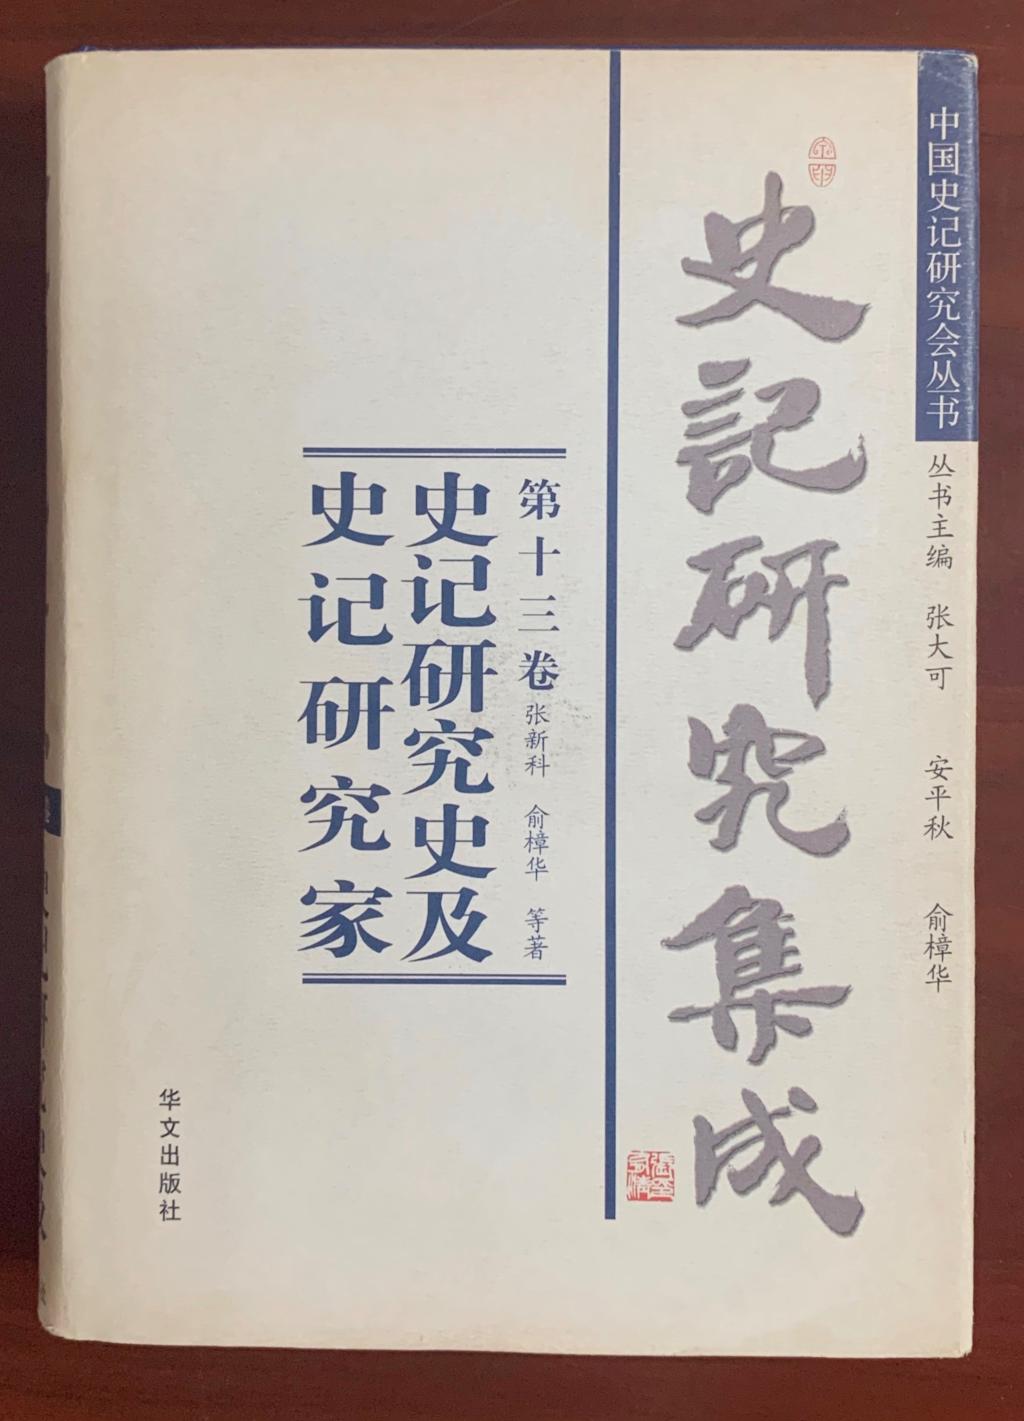 中国史记研究会丛书
丛书主编 张大可 安平秋 俞樟华
史記研究集成
第十三卷 张新科 俞樟华 等著
史记研究史及
史记研究家
华文出版社